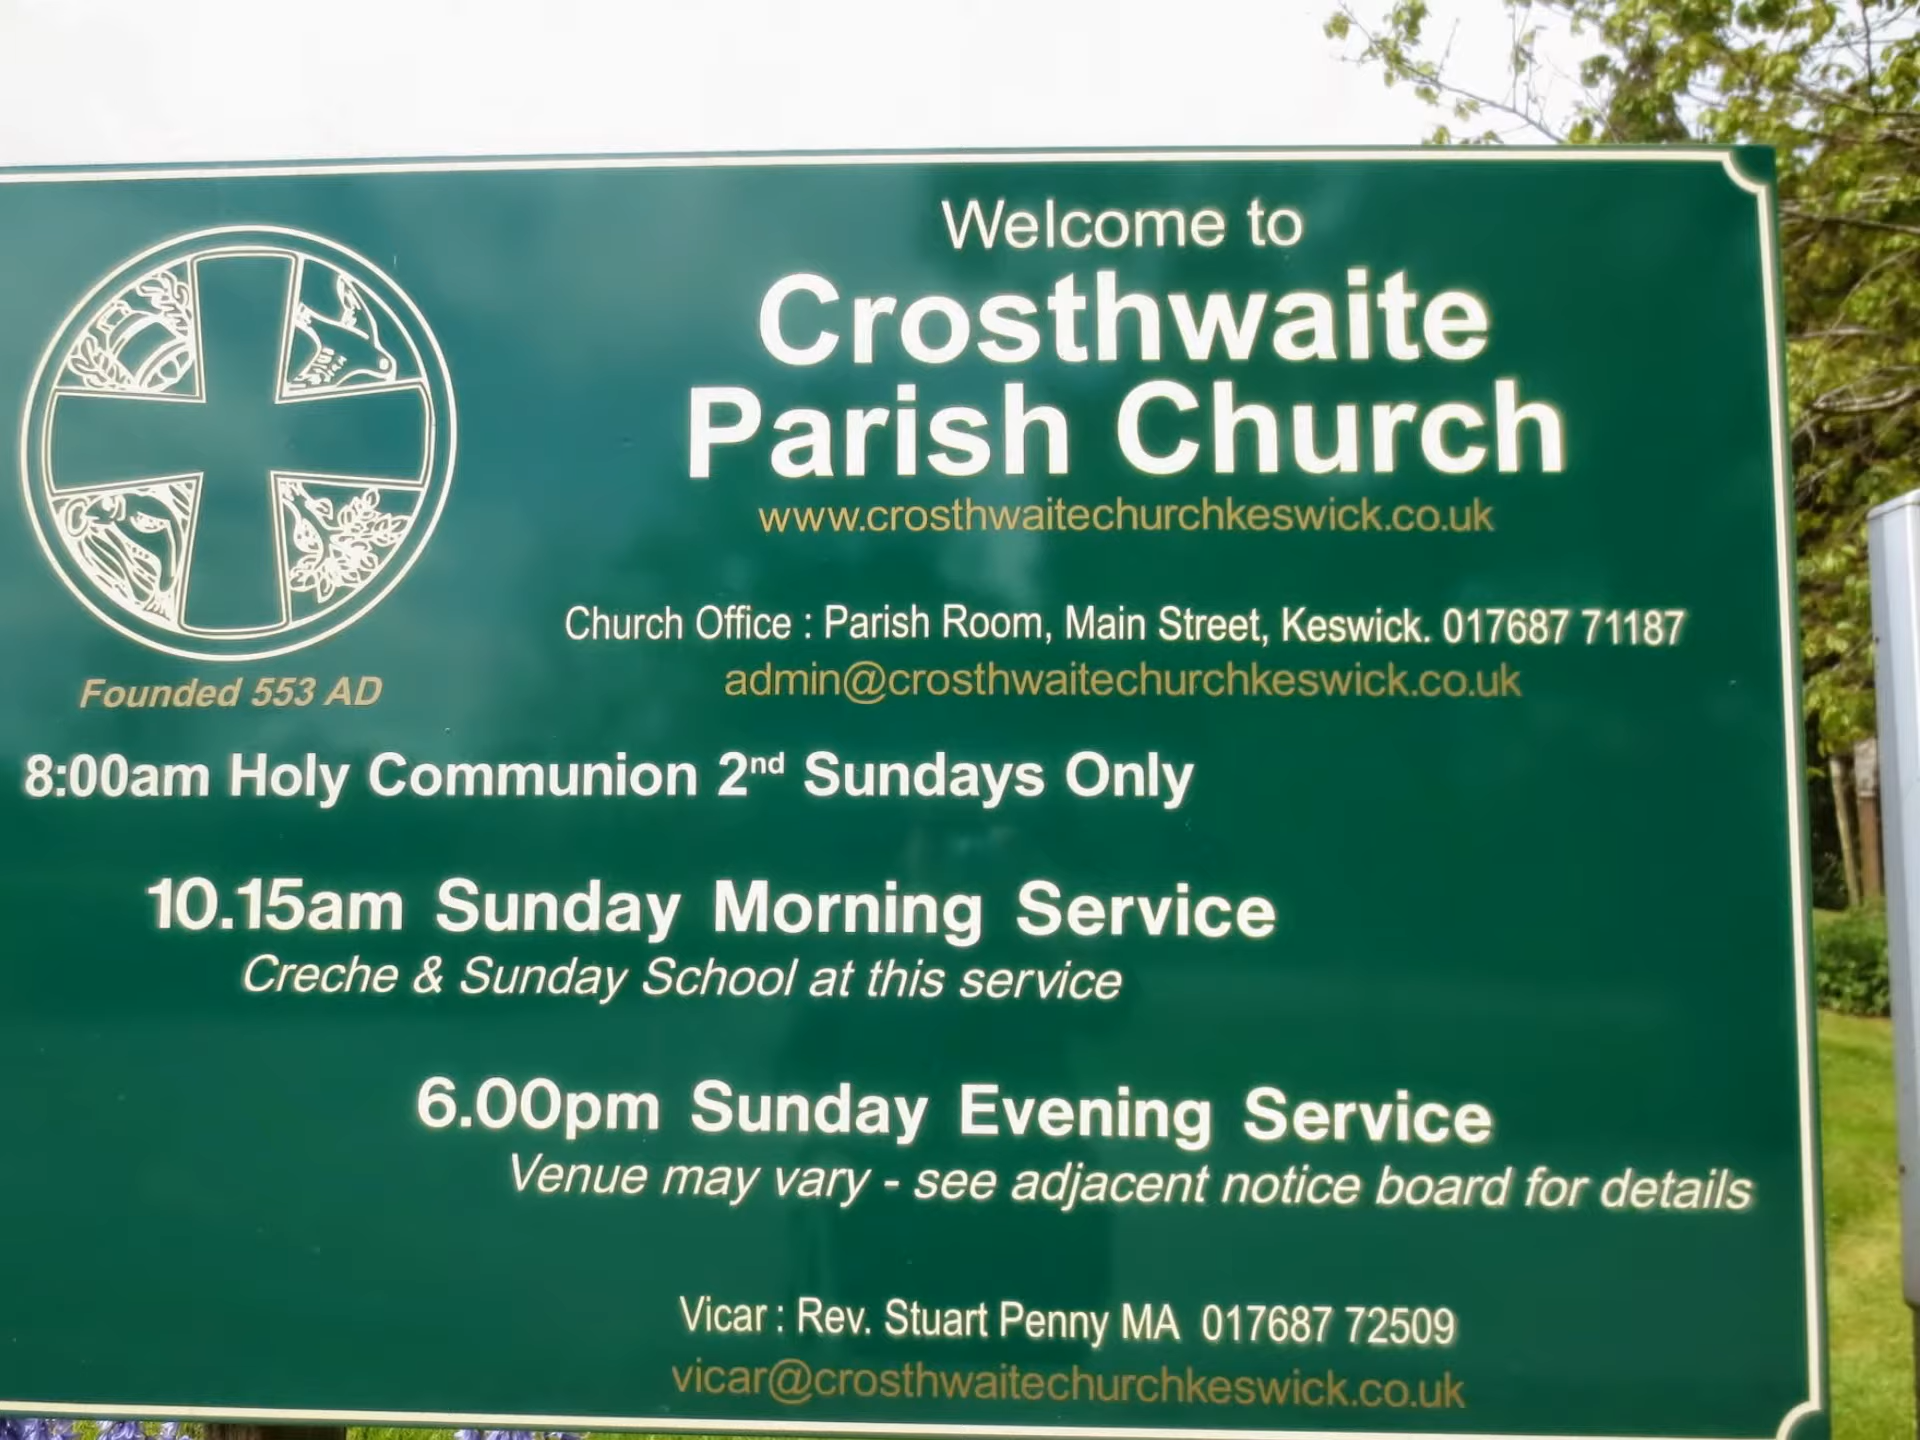 Welcome to
Crosthwaite
Parish Church
www.crosthwaitechurchkeswick.co.uk
Church Office : Parish Room, Main Street, Keswick. 017687 71187
admin@crosthwaitechurchkeswick.co.uk
Founded 553 AD
8:00am Holy Communion 2nd Sundays Only
10.15am Sunday Morning Service
Creche & Sunday School at this service
6.00pm Sunday Evening Service
Venue may vary - see adjacent notice board for details
Vicar : Rev. Stuart Penny MA 017687 72509
vicar@crosthwaitechurchkeswick.co.uk